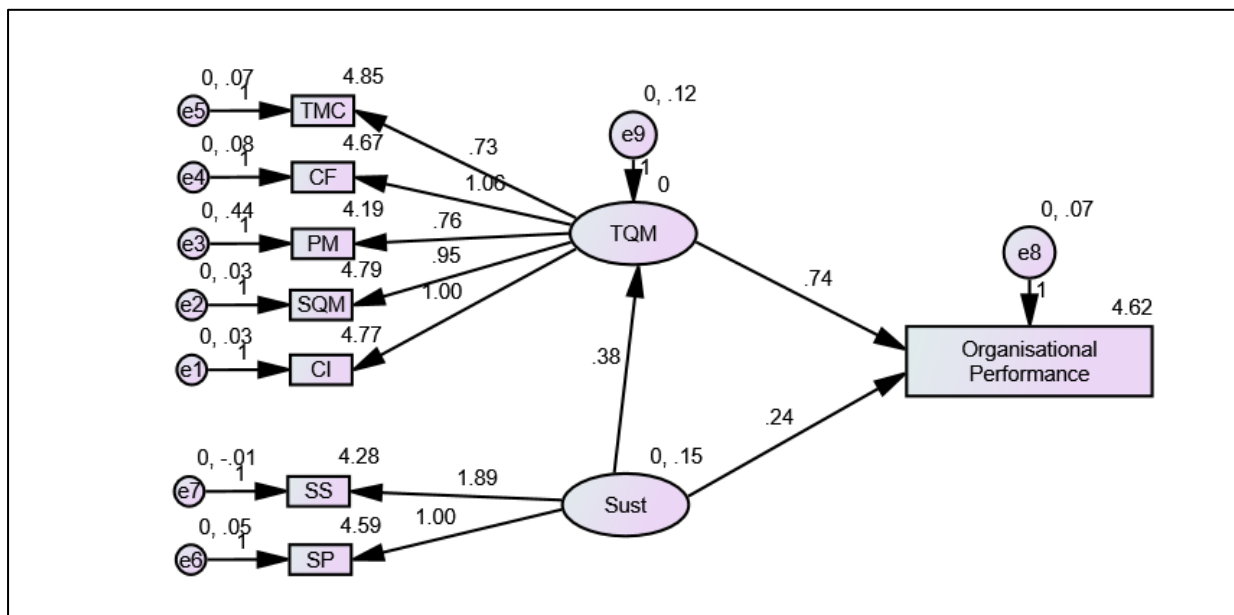 0, .07
4.85
e5
1
TMC
0, .08
4.67
e4
1
CF
0, .44
4.19
e3
1
PM
0, .03
4.79
e2
1
SQM
0, .03
4.77
e1
1
CI
.73
1.06
.76
.95
1.00
0, .12
e9
1
0
TQM
.74
0, .07
e8
1
4.62
Organisational
Performance
.38
.24
0, -.01
4.28
e7
1
SS
1.89
0, .15
Sust
0, .05
4.59
e6
1
SP
1.00